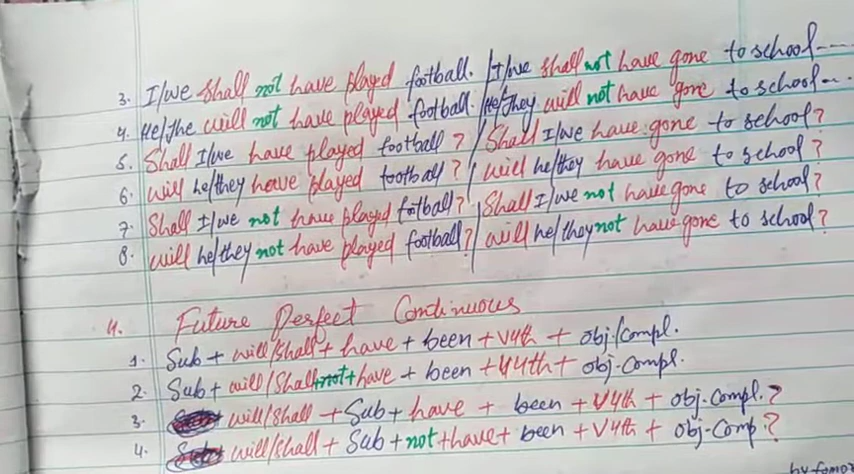 3. I/we shall not have played football. /I/we shall not have gone to school---
4. He/The will not have played football. /He/they will not have gone to school--.
5. Shall I/we have played football? /Shall I/we have gone to school?
6. will he/they have played football? / will he/they have gone to school?
7. Shall I/we not have played football? /Shall I/we not have gone to school?
8. will he/they not have played football? / will he/they not have gone to school?
4. Future Perfect Continuous
1. Sub + will/shall + have + been + V4th + obj/compl.
2. Sub + will/shall + not + have + been + V4th + obj-compl.
3. will/shall + Sub + have + been + V4th + obj-compl.?
4. will/shall + Sub + not + have + been + V4th + obj-comp?
by